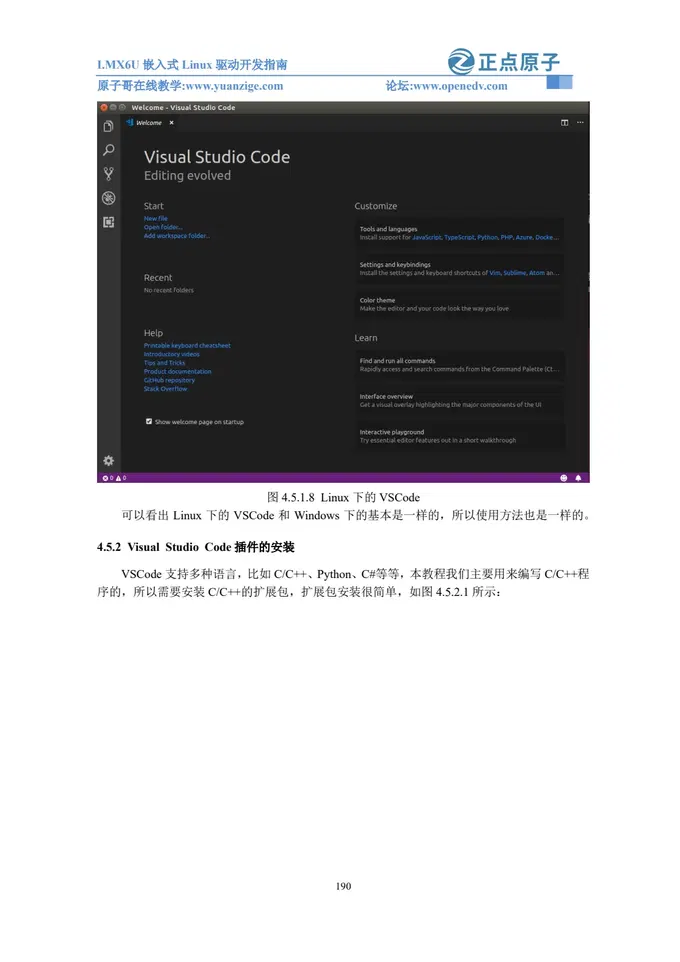 I.MX6U 嵌入式 Linux 驱动开发指南
正点原子
原子哥在线教学:www.yuanzige.com 论坛:www.openedv.com
Welcome - Visual Studio Code
Welcome ×
Visual Studio Code
Editing evolved
Start
New file
Open folder...
Add workspace folder...
Recent
No recent folders
Help
Printable keyboard cheatsheet
Introductory videos
Tips and Tricks
Product documentation
GitHub repository
Stack Overflow
Show welcome page on startup
Customize
Tools and languages
Install support for JavaScript, TypeScript, Python, PHP, Azure, Docke...
Settings and keybindings
Install the settings and keyboard shortcuts of Vim, Sublime, Atom an...
Color theme
Make the editor and your code look the way you love
Learn
Find and run all commands
Rapidly access and search commands from the Command Palette (Ct...
Interface overview
Get a visual overlay highlighting the major components of the UI
Interactive playground
Try essential editor features out in a short walkthrough
0 0
图 4.5.1.8 Linux 下的 VSCode
可以看出 Linux 下的 VSCode 和 Windows 下的基本是一样的，所以使用方法也是一样的。
4.5.2 Visual Studio Code 插件的安装
VSCode 支持多种语言，比如 C/C++、Python、C#等等，本教程我们主要用来编写 C/C++程
序的，所以需要安装 C/C++的扩展包，扩展包安装很简单，如图 4.5.2.1 所示：
190